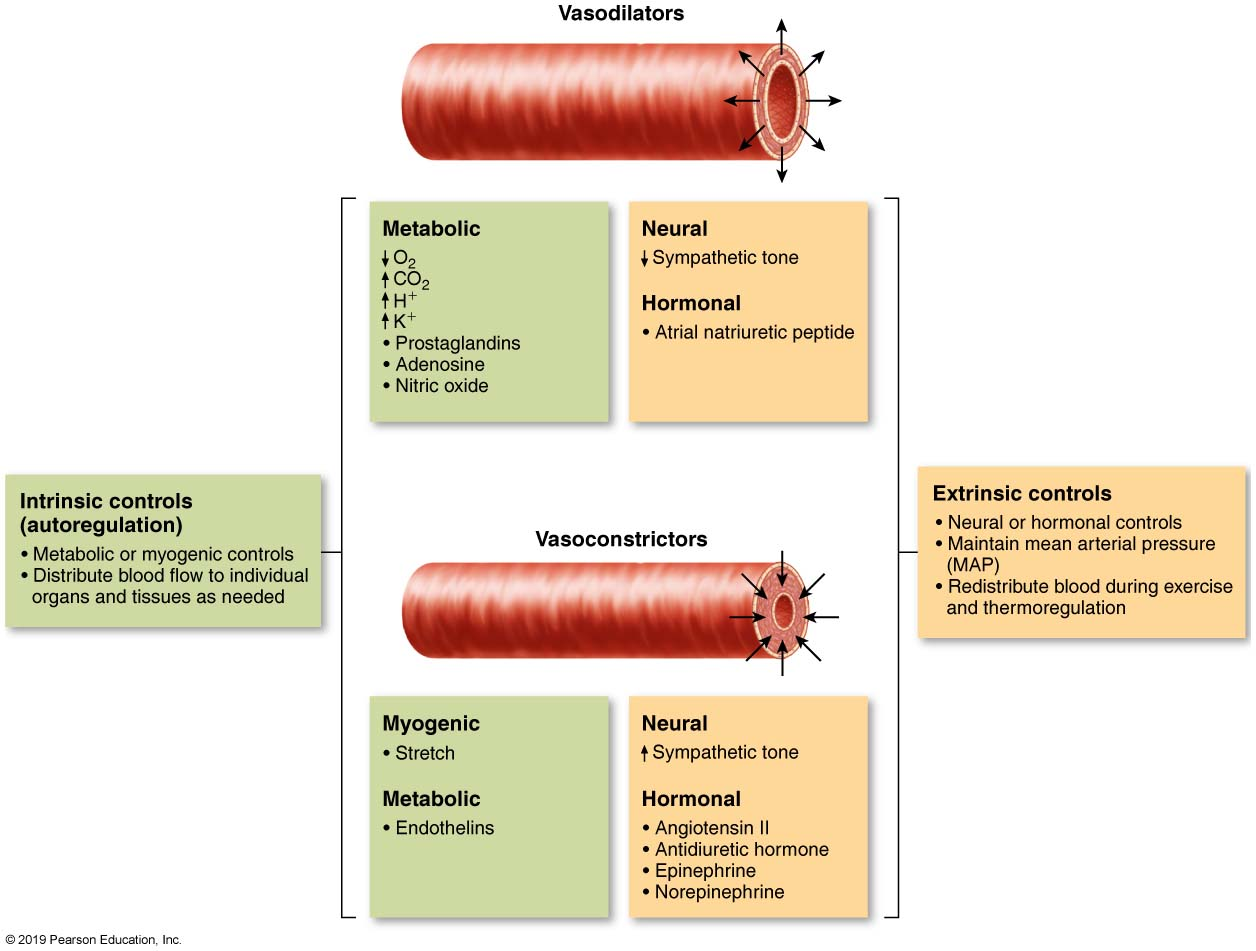 Vasodilators
Metabolic
↓ O₂
↑ CO₂
↑ H⁺
↑ K⁺
• Prostaglandins
• Adenosine
• Nitric oxide
Neural
↓ Sympathetic tone
Hormonal
• Atrial natriuretic peptide
Intrinsic controls
(autoregulation)
• Metabolic or myogenic controls
• Distribute blood flow to individual
organs and tissues as needed
Extrinsic controls
• Neural or hormonal controls
• Maintain mean arterial pressure
(MAP)
• Redistribute blood during exercise
and thermoregulation
Vasoconstrictors
Myogenic
• Stretch
Metabolic
• Endothelins
Neural
↑ Sympathetic tone
Hormonal
• Angiotensin II
• Antidiuretic hormone
• Epinephrine
• Norepinephrine
© 2019 Pearson Education, Inc.